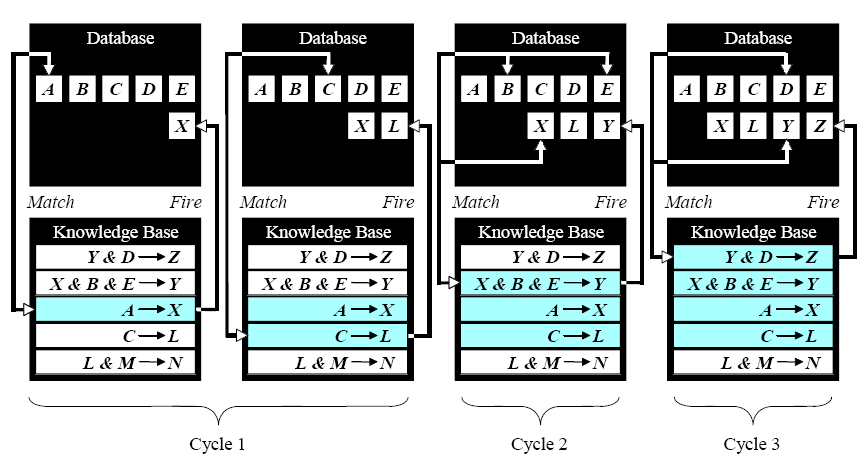 Database Database Database Database
A B C D E A B C D E A B C D E A B C D E
X X L X L Y X L Y Z
Match Fire Match Fire Match Fire Match Fire
Knowledge Base Knowledge Base Knowledge Base Knowledge Base
Y & D → Z Y & D → Z Y & D → Z Y & D → Z
X & B & E → Y X & B & E → Y X & B & E → Y X & B & E → Y
A → X A → X A → X A → X
C → L C → L C → L C → L
L & M → N L & M → N L & M → N L & M → N
Cycle 1 Cycle 2 Cycle 3